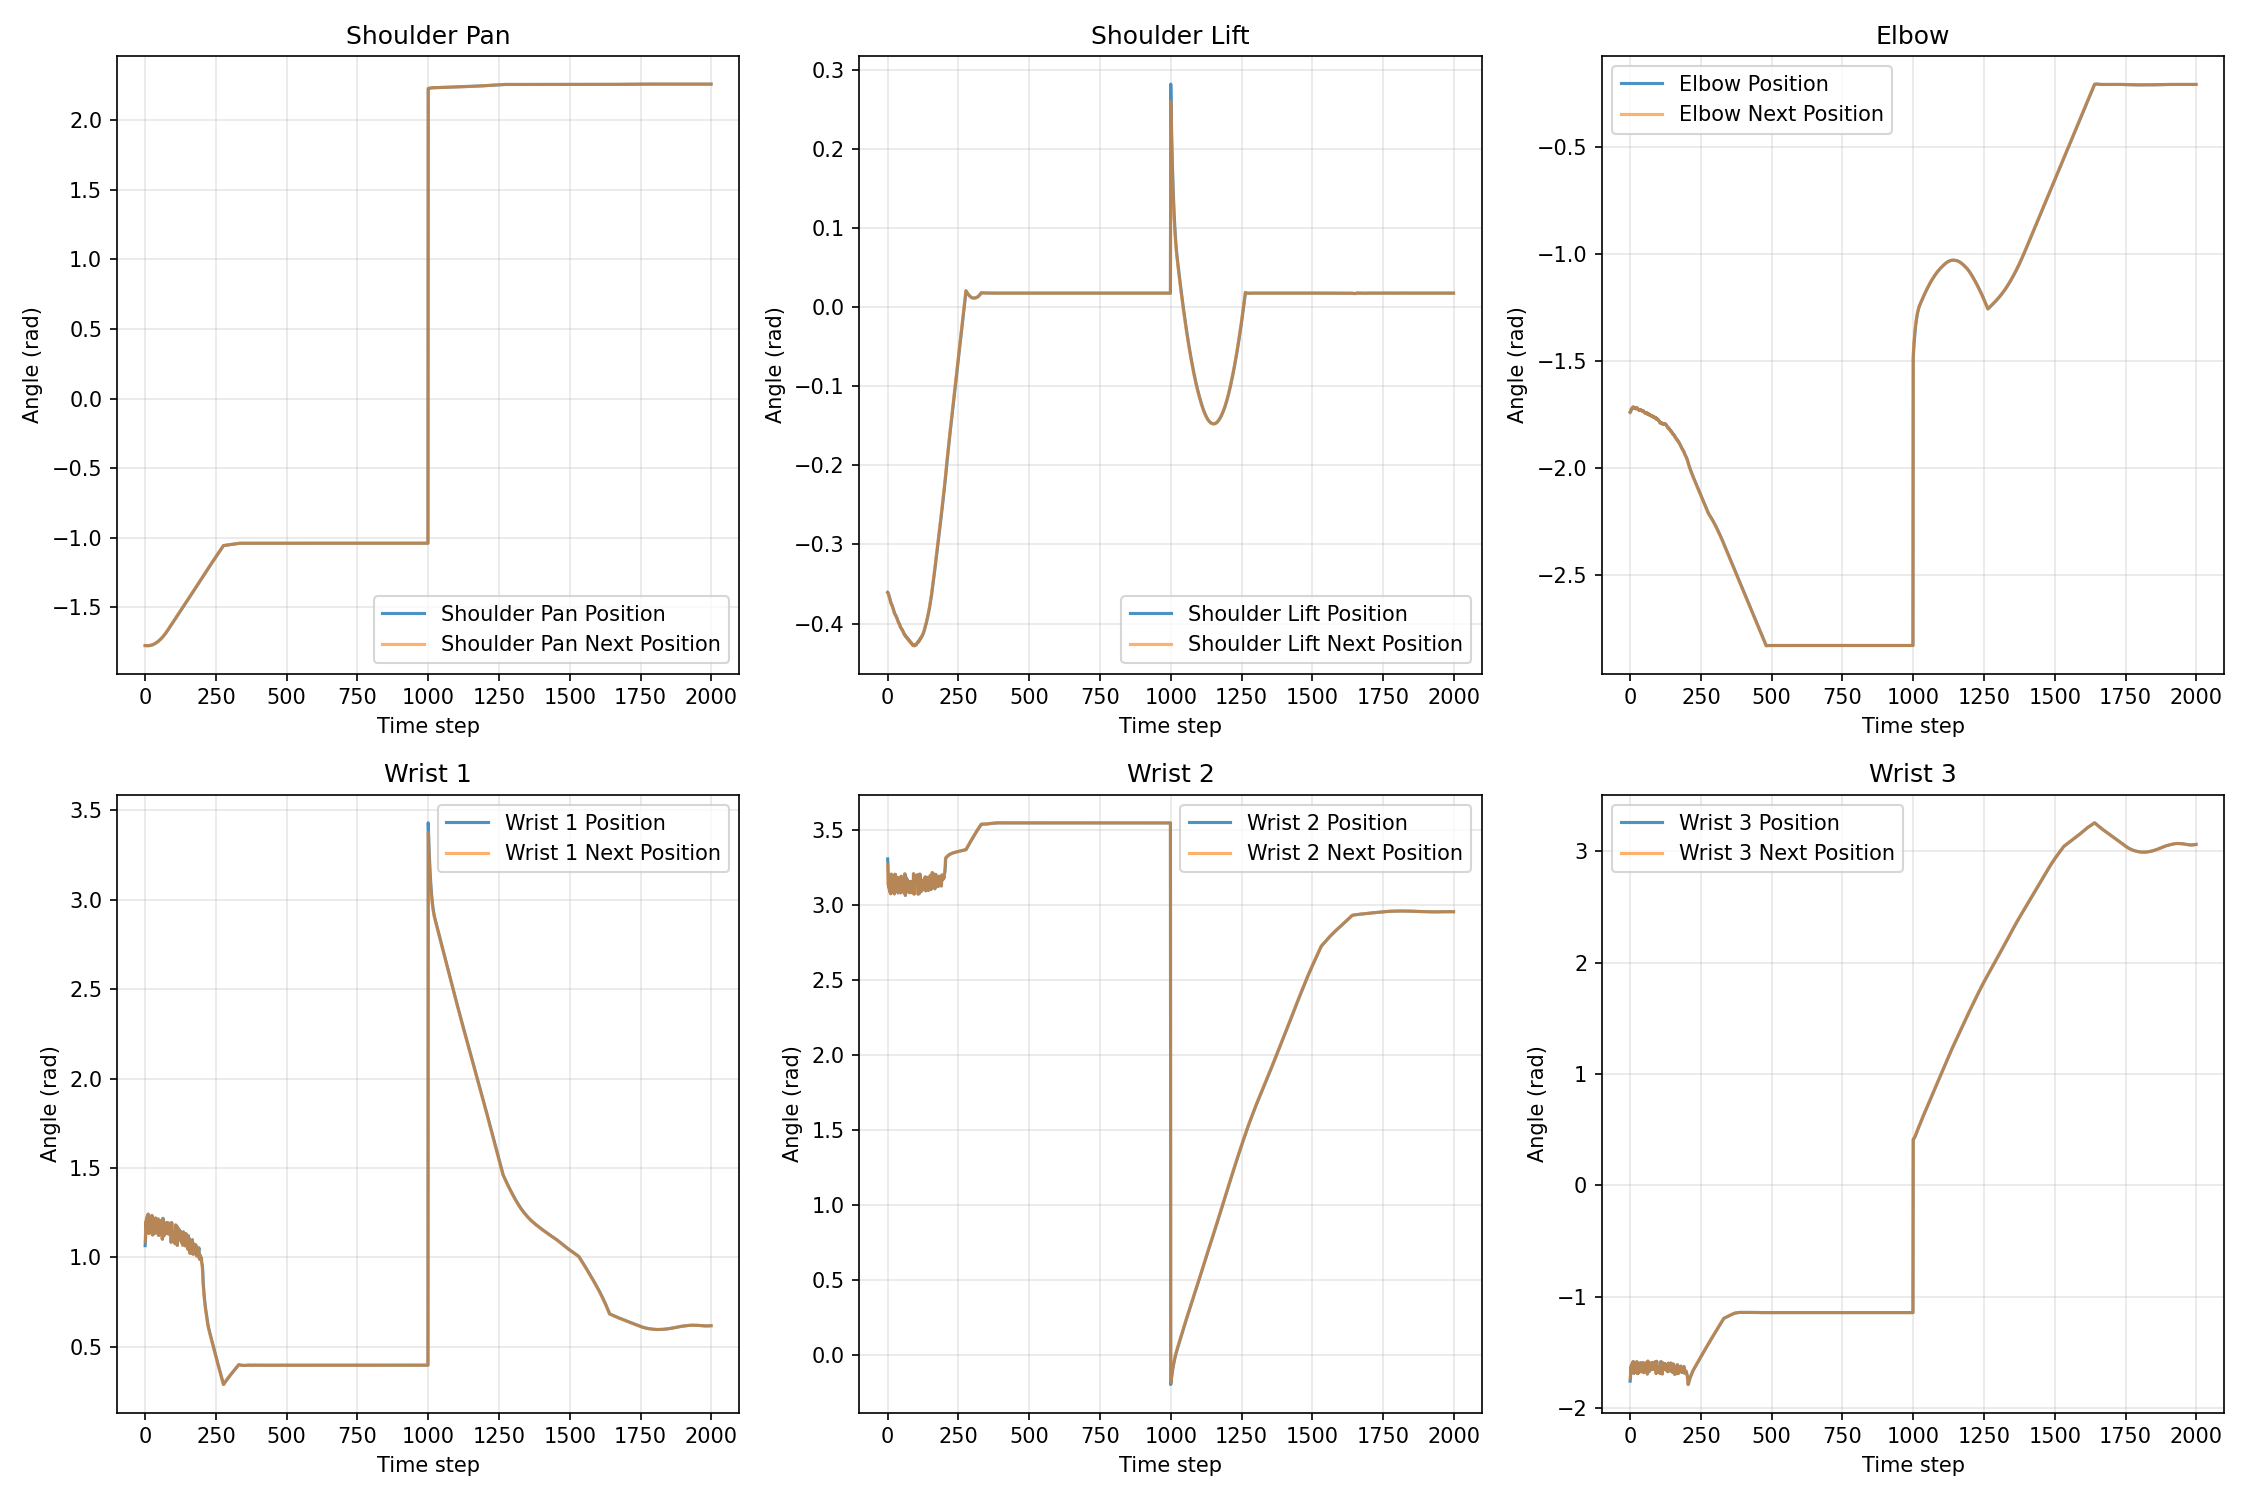 Shoulder Pan
Angle (rad)
2.0
1.5
1.0
0.5
0.0
−0.5
−1.0
−1.5
Shoulder Pan Position
Shoulder Pan Next Position
0 250 500 750 1000 1250 1500 1750 2000
Time step
Shoulder Lift
Angle (rad)
0.3
0.2
0.1
0.0
−0.1
−0.2
−0.3
−0.4
Shoulder Lift Position
Shoulder Lift Next Position
0 250 500 750 1000 1250 1500 1750 2000
Time step
Elbow
Angle (rad)
Elbow Position
Elbow Next Position
−0.5
−1.0
−1.5
−2.0
−2.5
0 250 500 750 1000 1250 1500 1750 2000
Time step
Wrist 1
Angle (rad)
Wrist 1 Position
Wrist 1 Next Position
3.5
3.0
2.5
2.0
1.5
1.0
0.5
0 250 500 750 1000 1250 1500 1750 2000
Time step
Wrist 2
Angle (rad)
Wrist 2 Position
Wrist 2 Next Position
3.5
3.0
2.5
2.0
1.5
1.0
0.5
0.0
0 250 500 750 1000 1250 1500 1750 2000
Time step
Wrist 3
Angle (rad)
Wrist 3 Position
Wrist 3 Next Position
3
2
1
0
−1
−2
0 250 500 750 1000 1250 1500 1750 2000
Time step